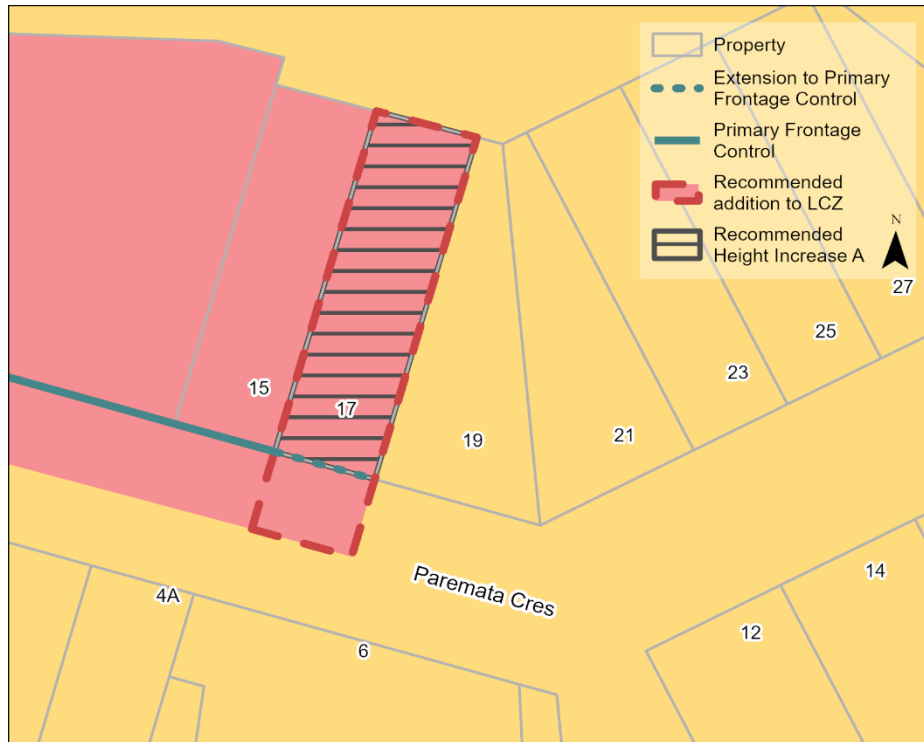 Property
Extension to Primary
Frontage Control
Primary Frontage
Control
Recommended
addition to LCZ
Recommended
Height Increase A
N
27
25
23
15
17
19
21
Paremata Cres
14
4A
12
6